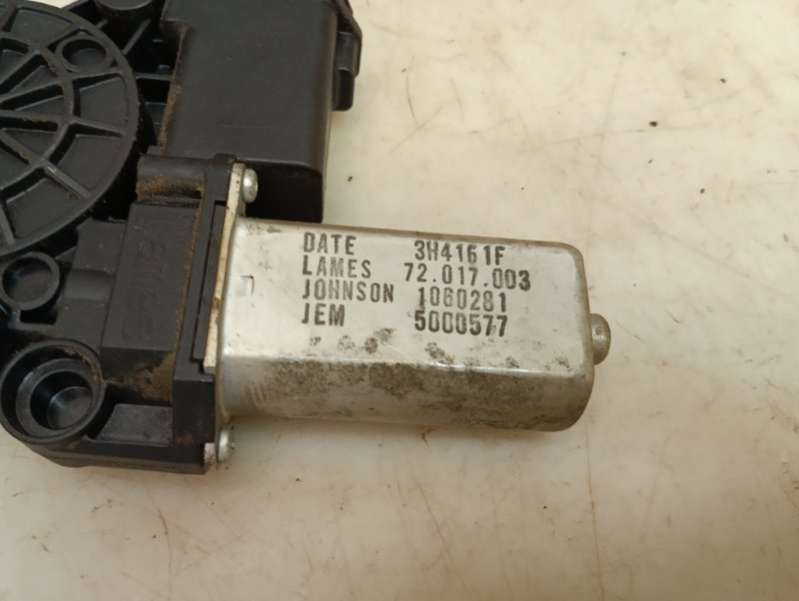 DATE 3H4161F
LAMES 72.017.003
JOHNSON 1060281
JEM 5000577